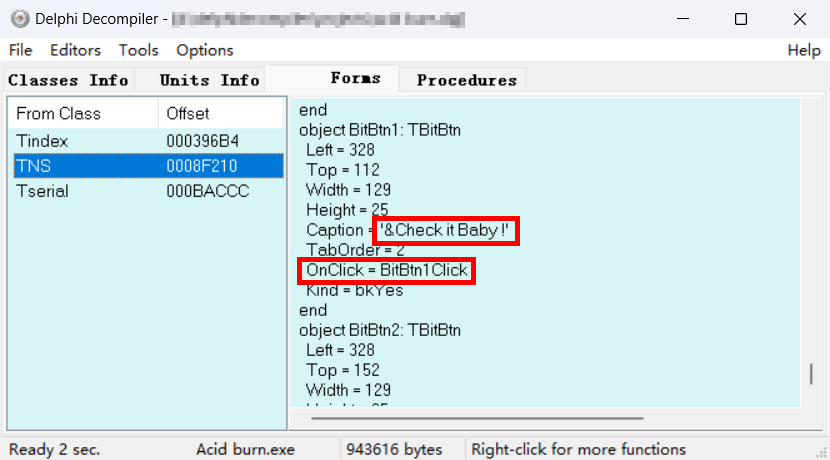 Delphi Decompiler - [
File Editors Tools Options Help
Classes Info Units Info Forms Procedures
From Class Offset
Tindex 000396B4
TNS 0008F210
Tserial 000BACCC
end
object BitBtn1: TBitBtn
Left = 328
Top = 112
Width = 129
Height = 25
Caption = '&Check it Baby !'
TabOrder = 2
OnClick = BitBtn1Click
Kind = bkYes
end
object BitBtn2: TBitBtn
Left = 328
Top = 152
Width = 129
Ready 2 sec. Acid burn.exe 943616 bytes Right-click for more functions